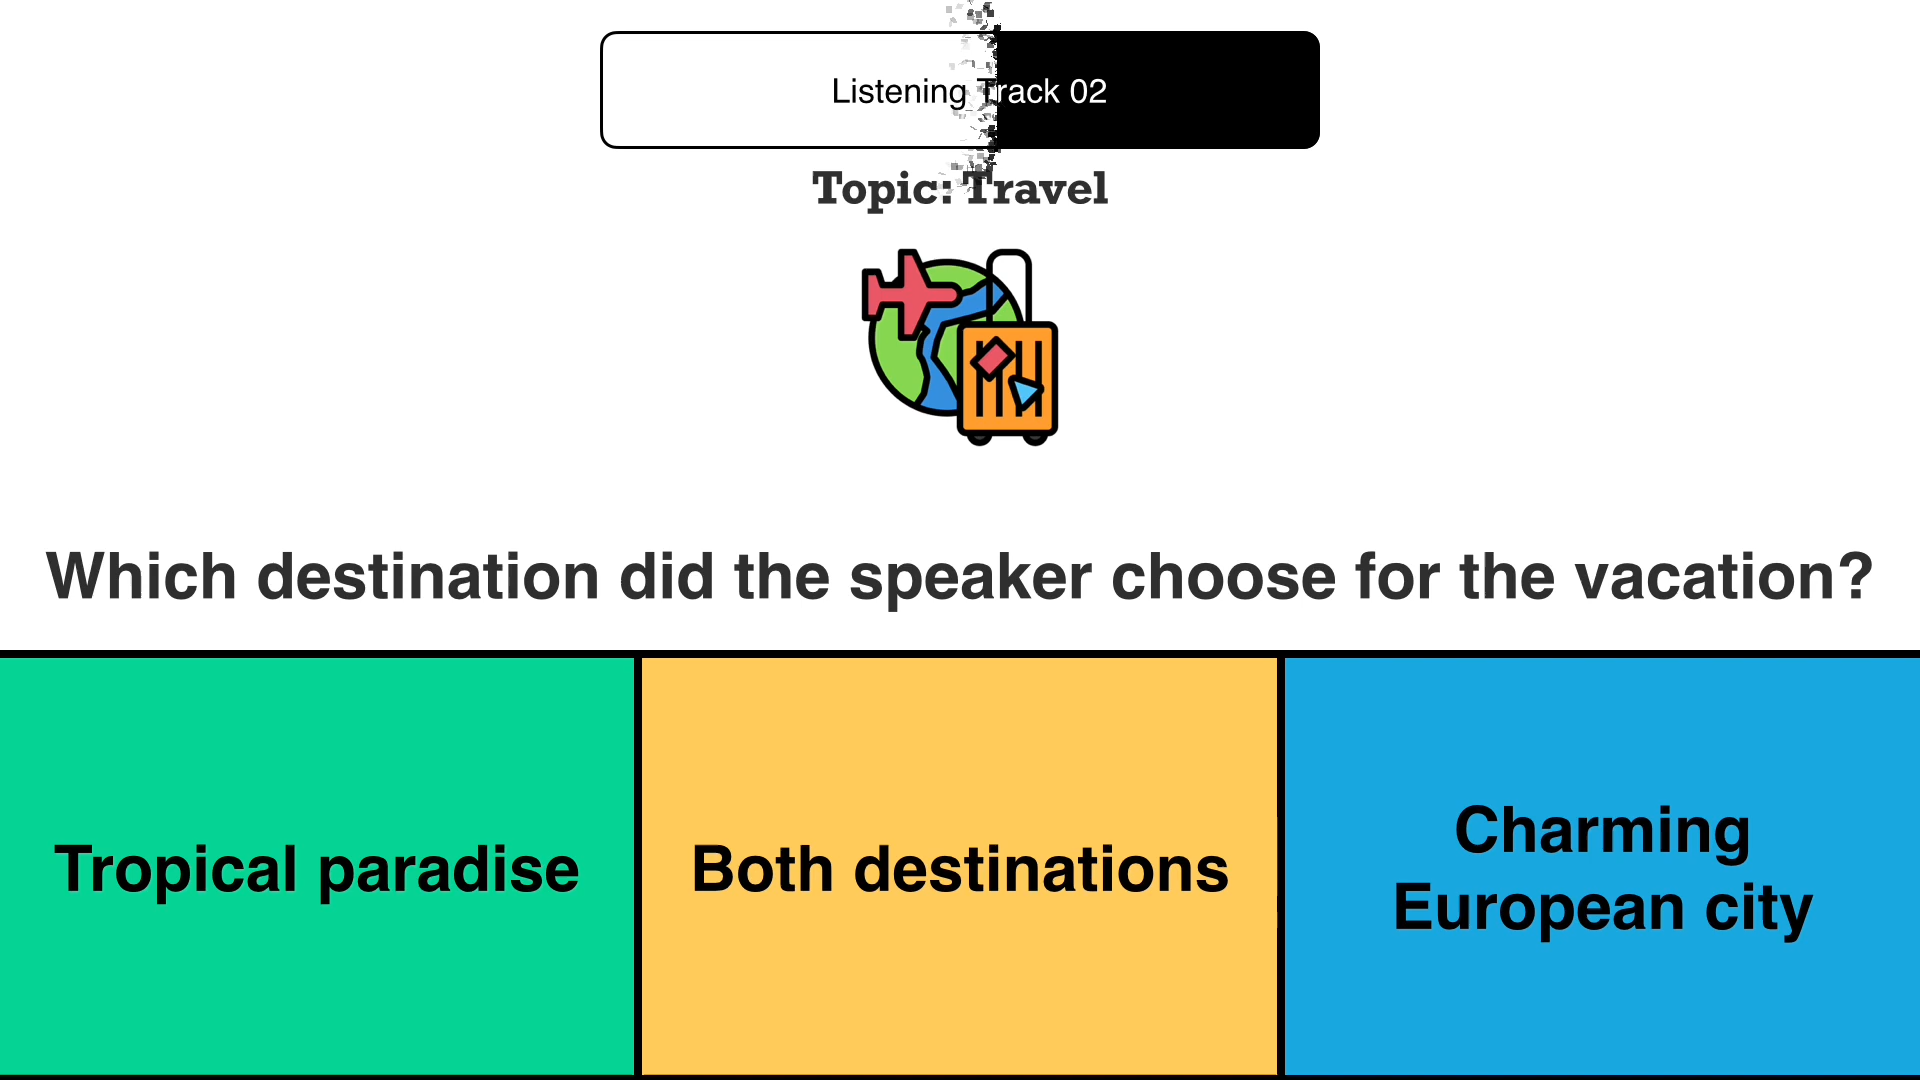 Listening Track 02
Topic: Travel
Which destination did the speaker choose for the vacation?
Tropical paradise
Both destinations
Charming
European city